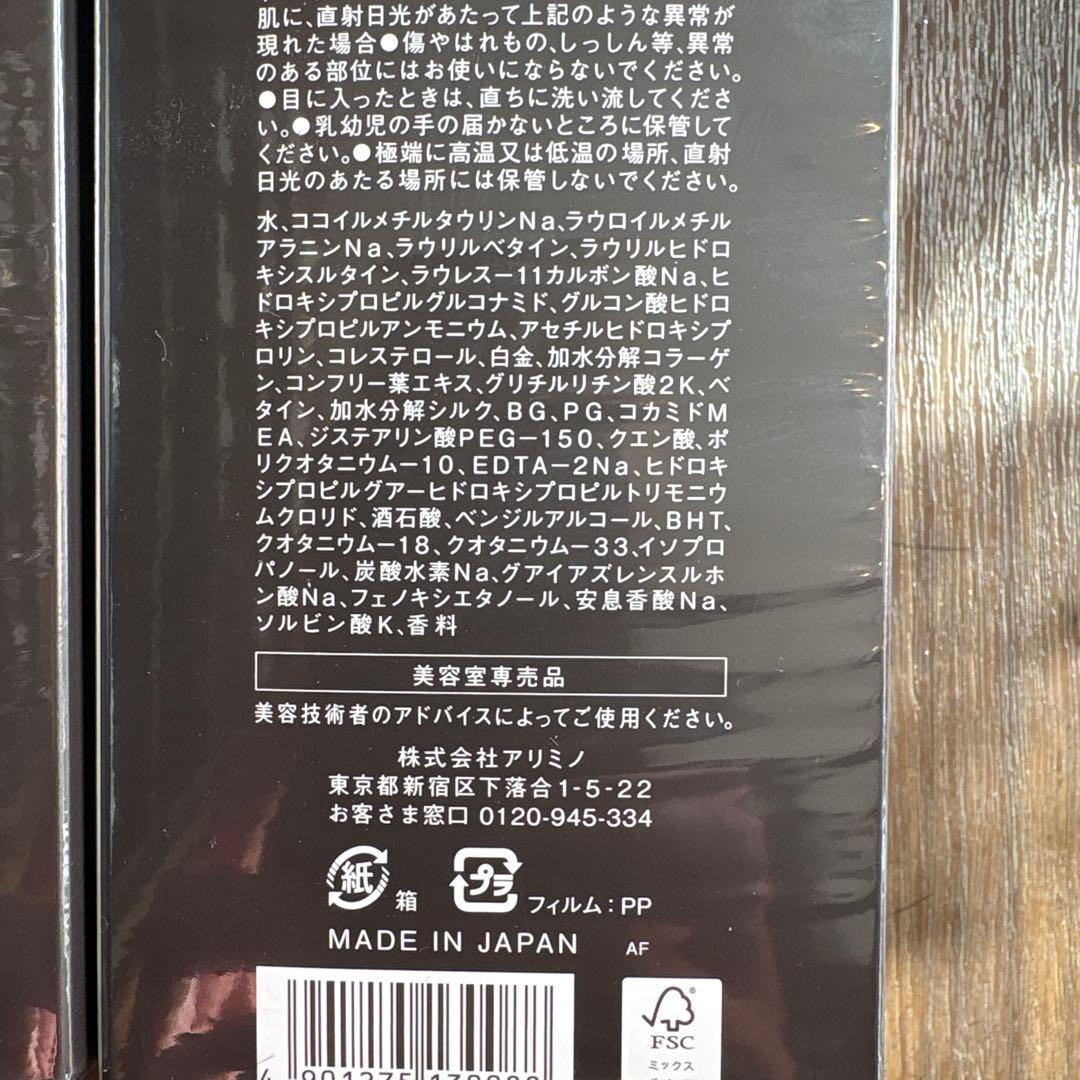 肌に、直射日光があたって上記のような異常が
現れた場合●傷やはれもの、しっしん等、異常
のある部位にはお使いにならないでください。
●目に入ったときは、直ちに洗い流してくださ
い。●乳幼児の手の届かないところに保管して
ください。●極端に高温又は低温の場所、直射
日光のあたる場所には保管しないでください。
水、ココイルメチルタウリンNa、ラウロイルメチル
アラニンNa、ラウリルベタイン、ラウリルヒドロ
キシスルタイン、ラウレスー11カルボン酸Na、ヒ
ドロキシプロピルグルコナミド、グルコン酸ヒドロ
キシプロピルアンモニウム、アセチルヒドロキシプ
ロリン、コレステロール、白金、加水分解コラーゲ
ン、コンフリー葉エキス、グリチルリチン酸2K、ベ
タイン、加水分解シルク、BG、PG、コカミドM
EA、ジステアリン酸PEG-150、クエン酸、ポ
リクオタニウムー10、EDTA-2Na、ヒドロキ
シプロピルグアーヒドロキシプロピルトリモニウ
ムクロリド、酒石酸、ベンジルアルコール、BHT、
クオタニウムー18、クオタニウムー33、イソプロ
パノール、炭酸水素Na、グアイアズレンスルホ
ン酸Na、フェノキシエタノール、安息香酸Na、
ソルビン酸K、香料
美容室専売品
美容技術者のアドバイスによってご使用ください。
株式会社アリミノ
東京都新宿区下落合1-5-22
お客さま窓口 0120-945-334
紙 箱 プラ フィルム:PP
MADE IN JAPAN AF
FSC
ミックス